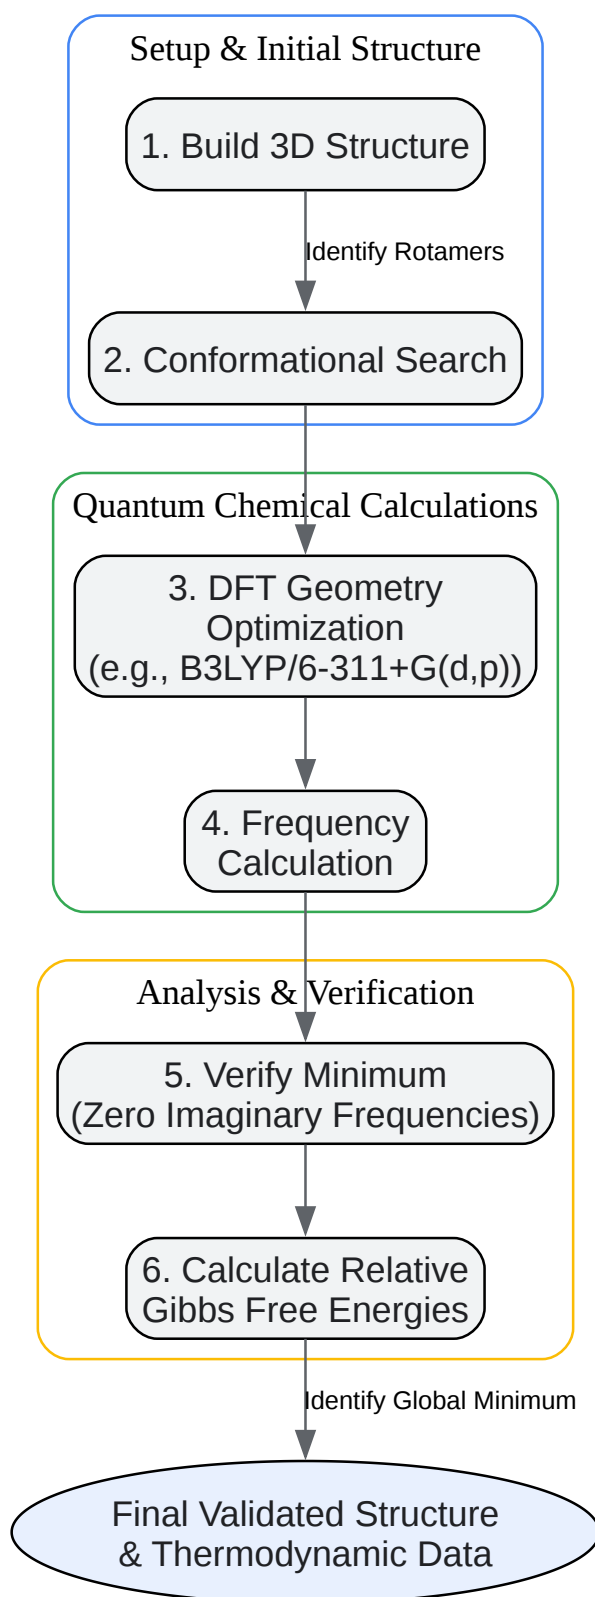 Setup & Initial Structure
1. Build 3D Structure
Identify Rotamers
2. Conformational Search
Quantum Chemical Calculations
3. DFT Geometry
Optimization
(e.g., B3LYP/6-311+G(d,p))
4. Frequency
Calculation
Analysis & Verification
5. Verify Minimum
(Zero Imaginary Frequencies)
6. Calculate Relative
Gibbs Free Energies
Identify Global Minimum
Final Validated Structure
& Thermodynamic Data